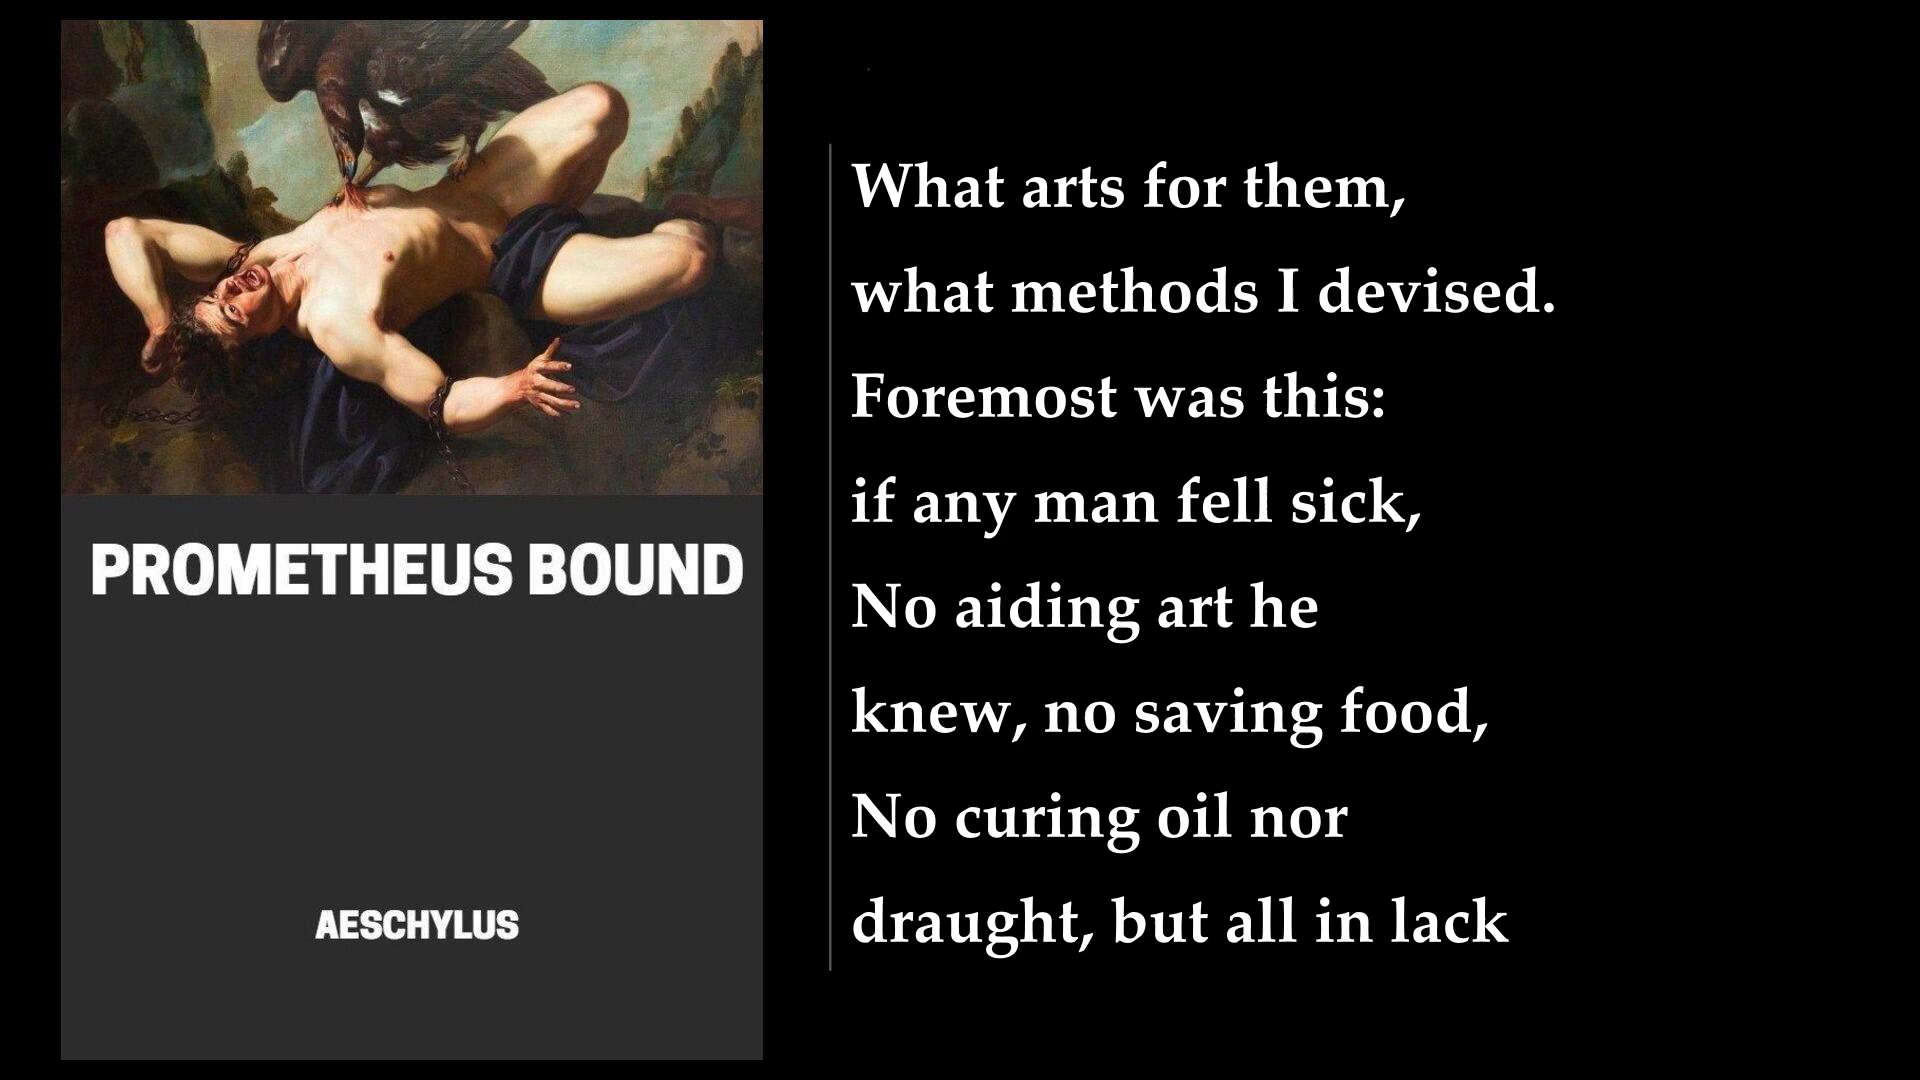 PROMETHEUS BOUND
AESCHYLUS
What arts for them,
what methods I devised.
Foremost was this:
if any man fell sick,
No aiding art he
knew, no saving food,
No curing oil nor
draught, but all in lack